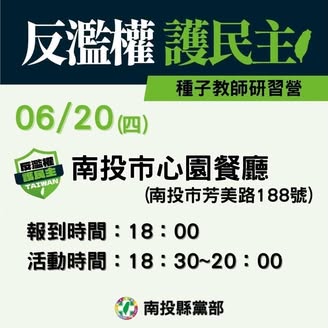 反濫權 護民主
種子教師研習營
06/20(四)
反濫權
護民主
TAIWAN
南投市心園餐廳
(南投市芳美路188號)
報到時間：18：00
活動時間：18：30~20：00
南投縣黨部